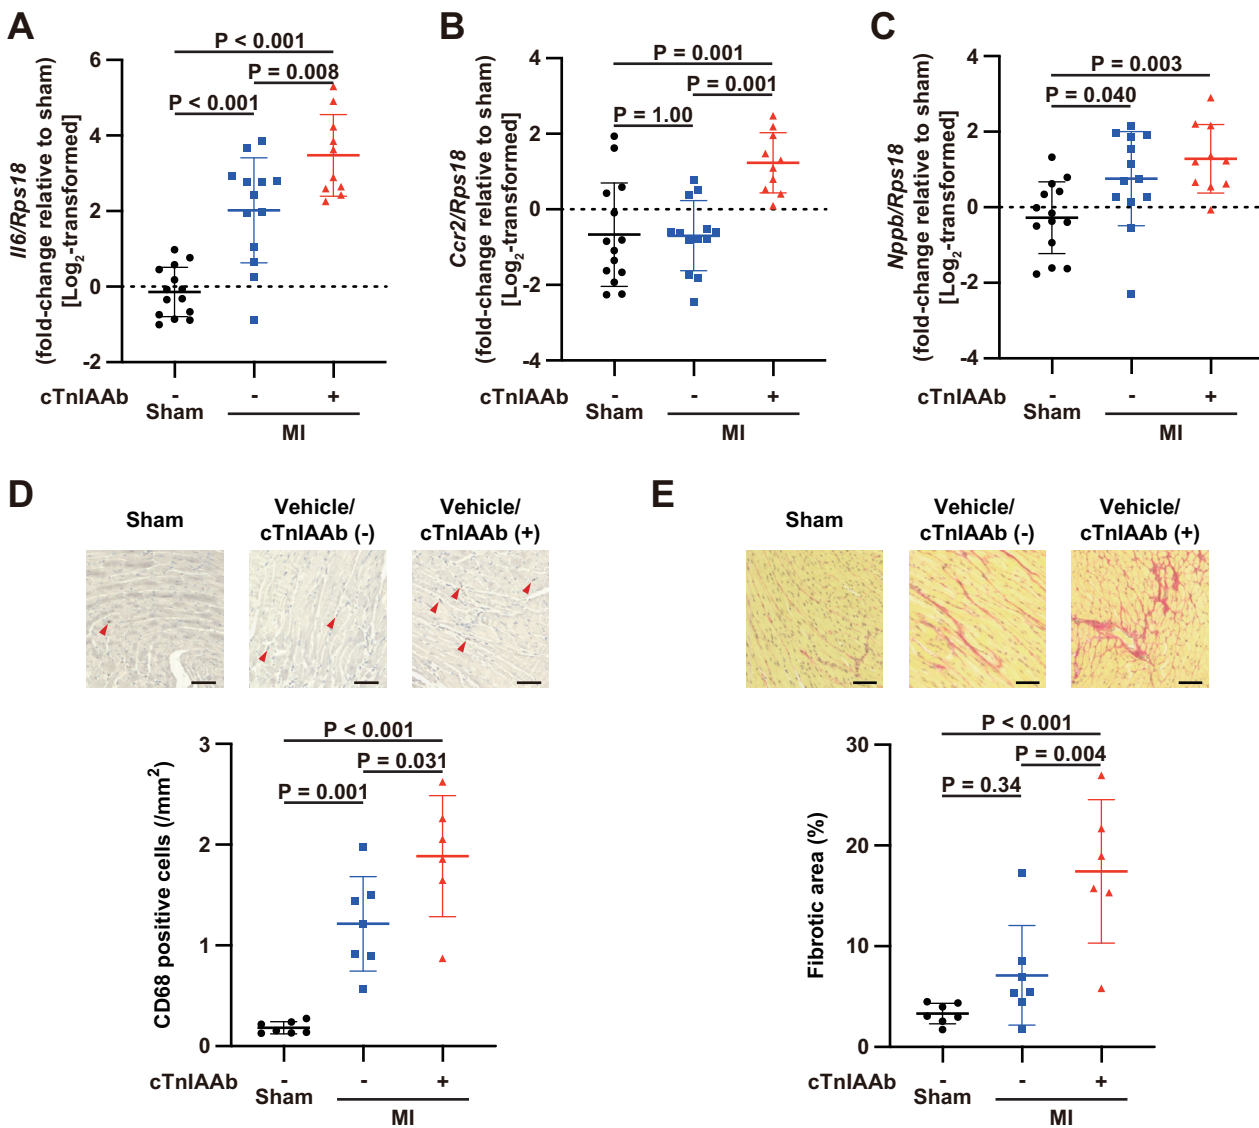 A
Il6/Rps18
(fold-change relative to sham)
[Log2-transformed]
6
4
2
0
-2
P < 0.001
P = 0.008
P < 0.001
cTnIAAb - - +
Sham
MI
B
Ccr2/Rps18
(fold-change relative to sham)
[Log2-transformed]
4
2
0
-2
-4
P = 0.001
P = 0.001
P = 1.00
cTnIAAb - - +
Sham
MI
C
Nppb/Rps18
(fold-change relative to sham)
[Log2-transformed]
4
2
0
-2
-4
P = 0.003
P = 0.040
cTnIAAb - - +
Sham
MI
D
Sham
Vehicle/
cTnIAAb (-)
Vehicle/
cTnIAAb (+)
CD68 positive cells (/mm2)
3
2
1
0
P < 0.001
P = 0.031
P = 0.001
cTnIAAb - - +
Sham
MI
E
Sham
Vehicle/
cTnIAAb (-)
Vehicle/
cTnIAAb (+)
Fibrotic area (%)
30
20
10
0
P < 0.001
P = 0.004
P = 0.34
cTnIAAb - - +
Sham
MI